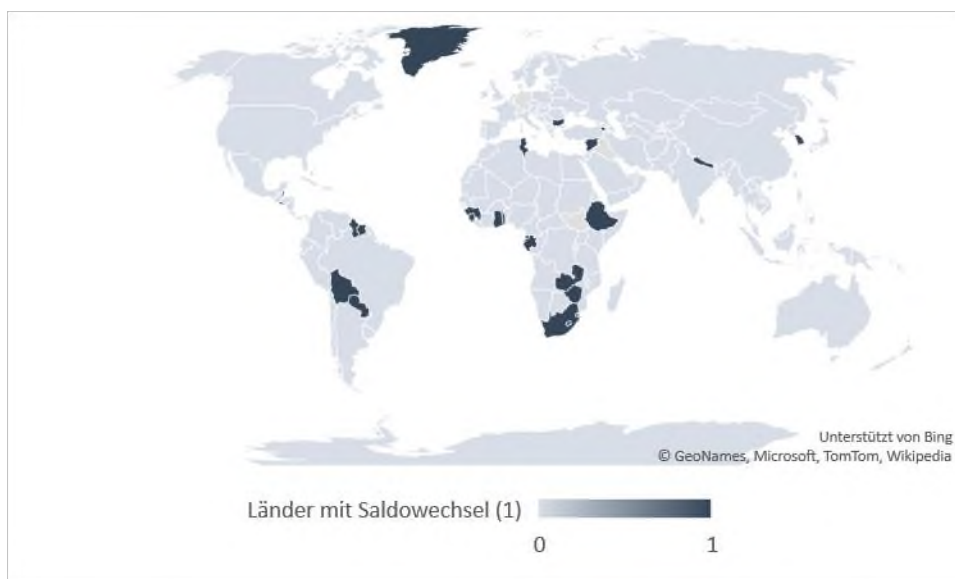 Unterstützt von Bing
© GeoNames, Microsoft, TomTom, Wikipedia
Länder mit Saldowechsel (1)
0 1